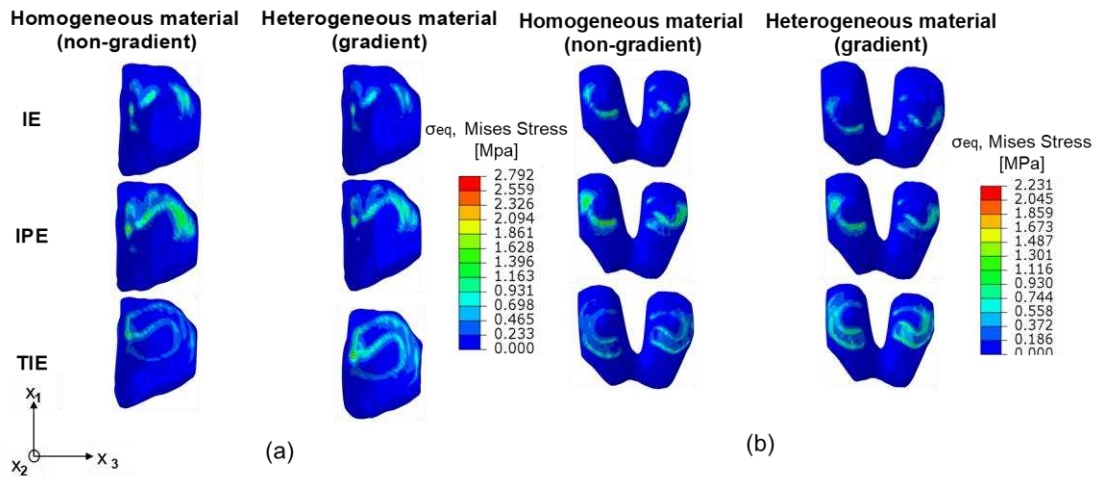 Homogeneous material
(non-gradient)
Heterogeneous material
(gradient)
Homogeneous material
(non-gradient)
Heterogeneous material
(gradient)
IE
IPE
TIE
σeq, Mises Stress
[Mpa]
2.792
2.559
2.326
2.094
1.861
1.628
1.396
1.163
0.931
0.698
0.465
0.233
0.000
σeq, Mises Stress
[MPa]
2.231
2.045
1.859
1.673
1.487
1.301
1.116
0.930
0.744
0.558
0.372
0.186
0.000
X1
X2
X3
(a)
(b)